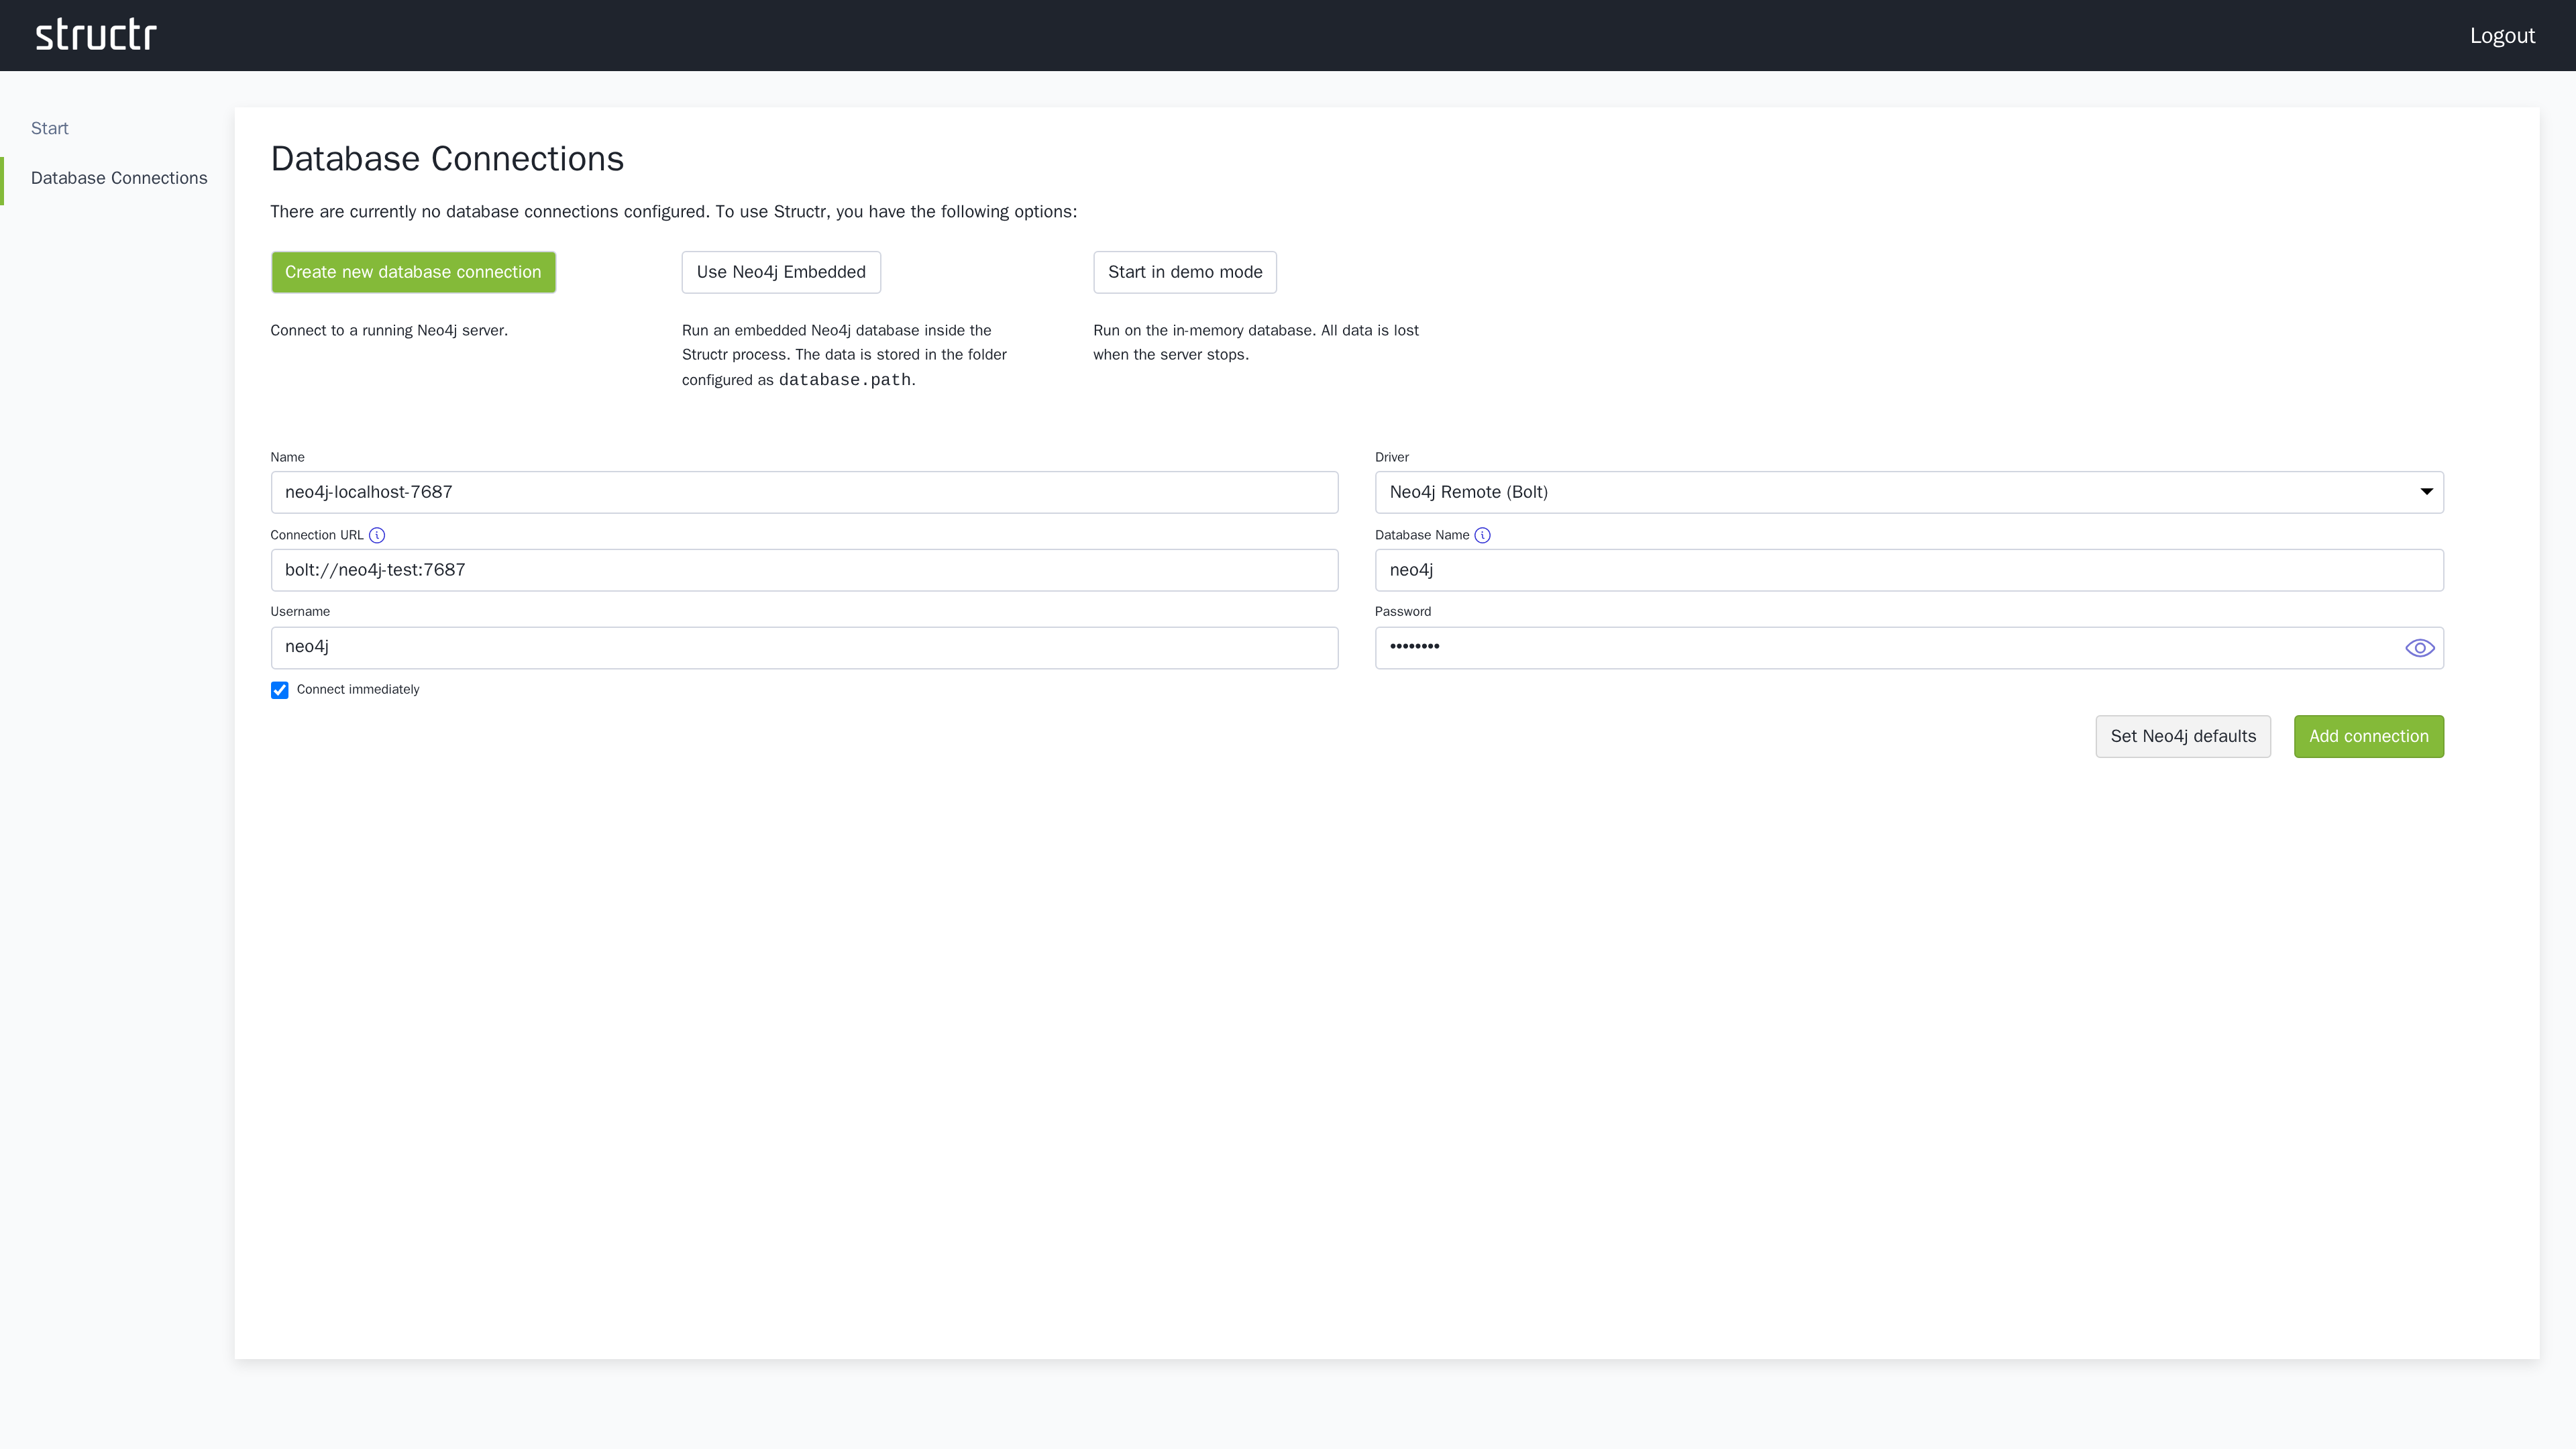 structr
Logout
Start
Database Connections
Database Connections
There are currently no database connections configured. To use Structr, you have the following options:
Create new database connection
Use Neo4j Embedded
Start in demo mode
Connect to a running Neo4j server.
Run an embedded Neo4j database inside the
Structr process. The data is stored in the folder
configured as database.path.
Run on the in-memory database. All data is lost
when the server stops.
Name
Driver
neo4j-localhost-7687
Neo4j Remote (Bolt)
Connection URL
Database Name
bolt://neo4j-test:7687
neo4j
Username
Password
neo4j
••••••••
Connect immediately
Set Neo4j defaults
Add connection